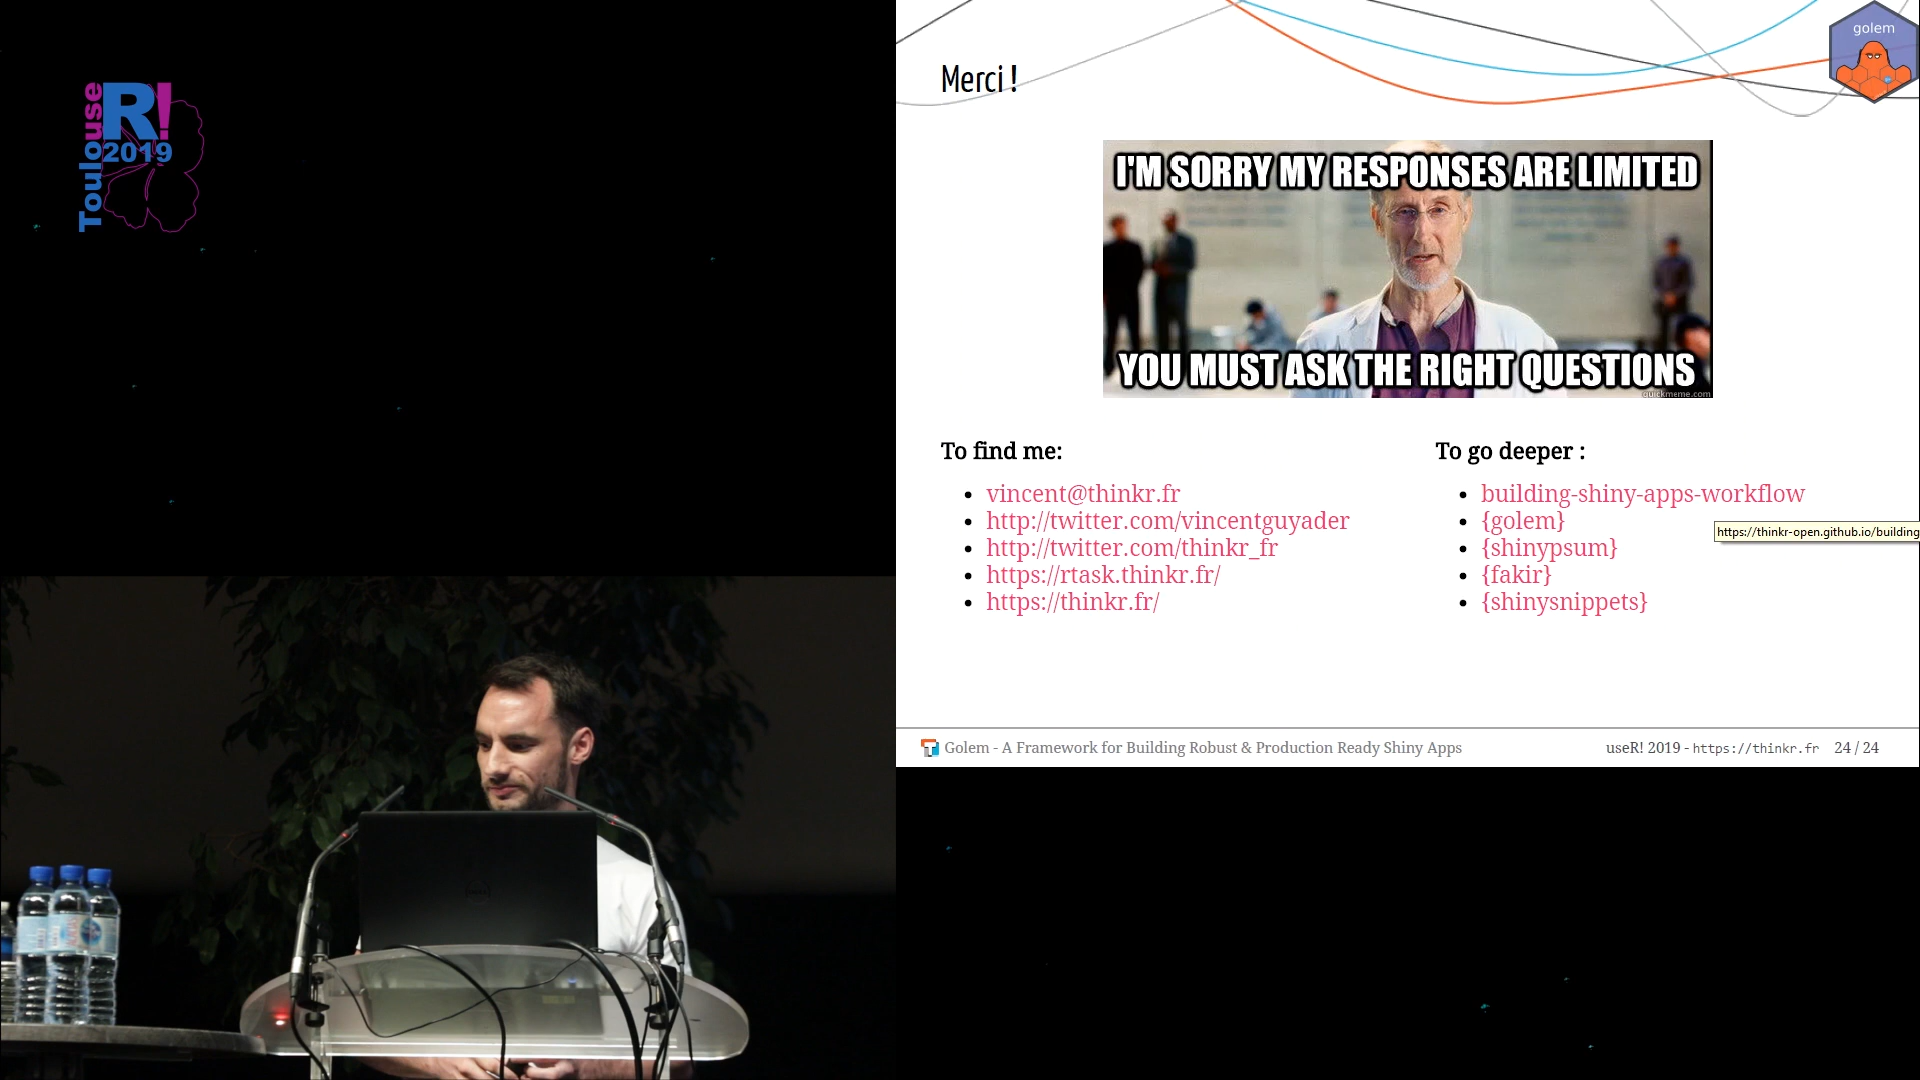 Toulouse
R!
2019
golem
Merci !
I'M SORRY MY RESPONSES ARE LIMITED
YOU MUST ASK THE RIGHT QUESTIONS
quickmeme.com
To find me:
vincent@thinkr.fr
http://twitter.com/vincentguyader
http://twitter.com/thinkr_fr
https://rtask.thinkr.fr/
https://thinkr.fr/
To go deeper :
building-shiny-apps-workflow
{golem}
{shinypsum}
{fakir}
{shinysnippets}
https://thinkr-open.github.io/building
Golem - A Framework for Building Robust & Production Ready Shiny Apps
useR! 2019 - https://thinkr.fr 24 / 24